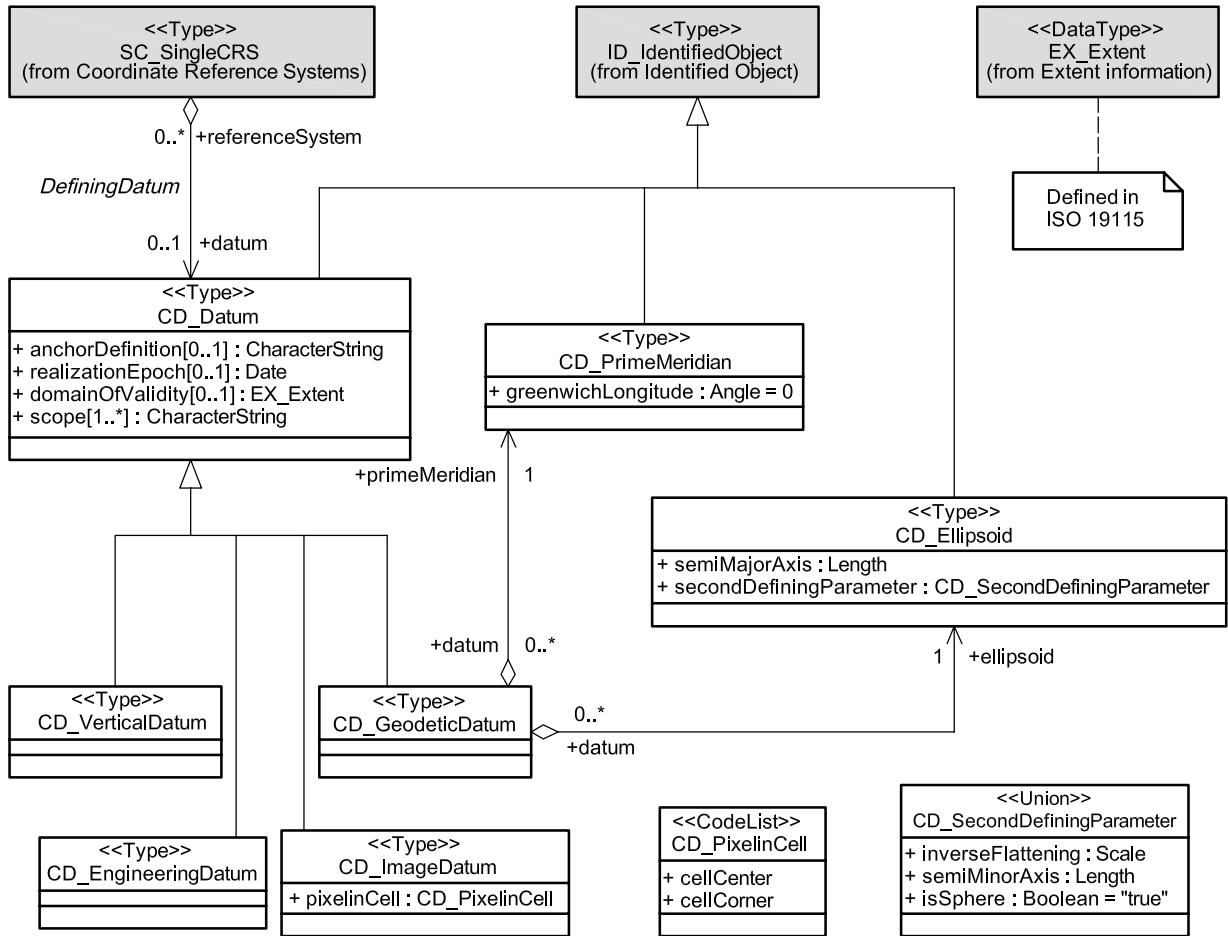 <<Type>>
SC_SingleCRS
(from Coordinate Reference Systems)
<<Type>>
ID_IdentifiedObject
(from Identified Object)
<<DataType>>
EX_Extent
(from Extent information)
0..* +referenceSystem
DefiningDatum
0..1 +datum
Defined in
ISO 19115
<<Type>>
CD_Datum
+ anchorDefinition[0..1] : CharacterString
+ realizationEpoch[0..1] : Date
+ domainOfValidity[0..1] : EX_Extent
+ scope[1..*] : CharacterString
<<Type>>
CD_PrimeMeridian
+ greenwichLongitude : Angle = 0
+primeMeridian 1
<<Type>>
CD_Ellipsoid
+ semiMajorAxis : Length
+ secondDefiningParameter : CD_SecondDefiningParameter
+datum 0..*
1 +ellipsoid
<<Type>>
CD_VerticalDatum
<<Type>>
CD_GeodeticDatum
0..*
+datum
<<Type>>
CD_EngineeringDatum
<<Type>>
CD_ImageDatum
+ pixelinCell : CD_PixelinCell
<<CodeList>>
CD_PixelinCell
+ cellCenter
+ cellCorner
<<Union>>
CD_SecondDefiningParameter
+ inverseFlattening : Scale
+ semiMinorAxis : Length
+ isSphere : Boolean = "true"